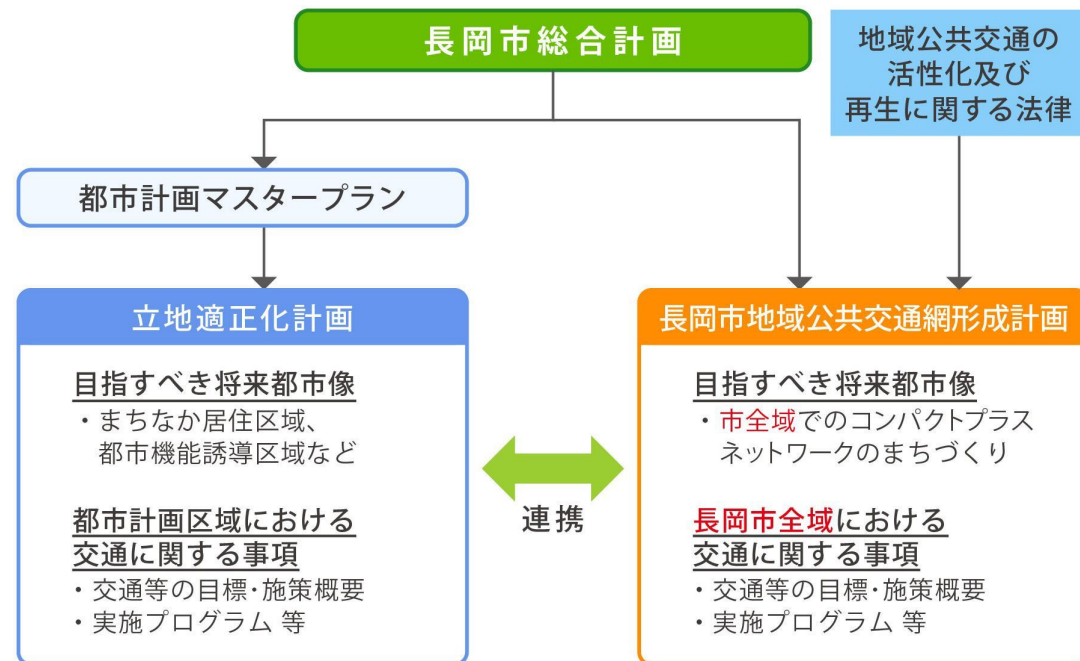 長岡市総合計画
地域公共交通の
活性化及び
再生に関する法律
都市計画マスタープラン
立地適正化計画
目指すべき将来都市像
・まちなか居住区域、
都市機能誘導区域など
都市計画区域における
交通に関する事項
・交通等の目標・施策概要
・実施プログラム 等
連携
長岡市地域公共交通網形成計画
目指すべき将来都市像
・市全域でのコンパクトプラス
ネットワークのまちづくり
長岡市全域における
交通に関する事項
・交通等の目標・施策概要
・実施プログラム 等